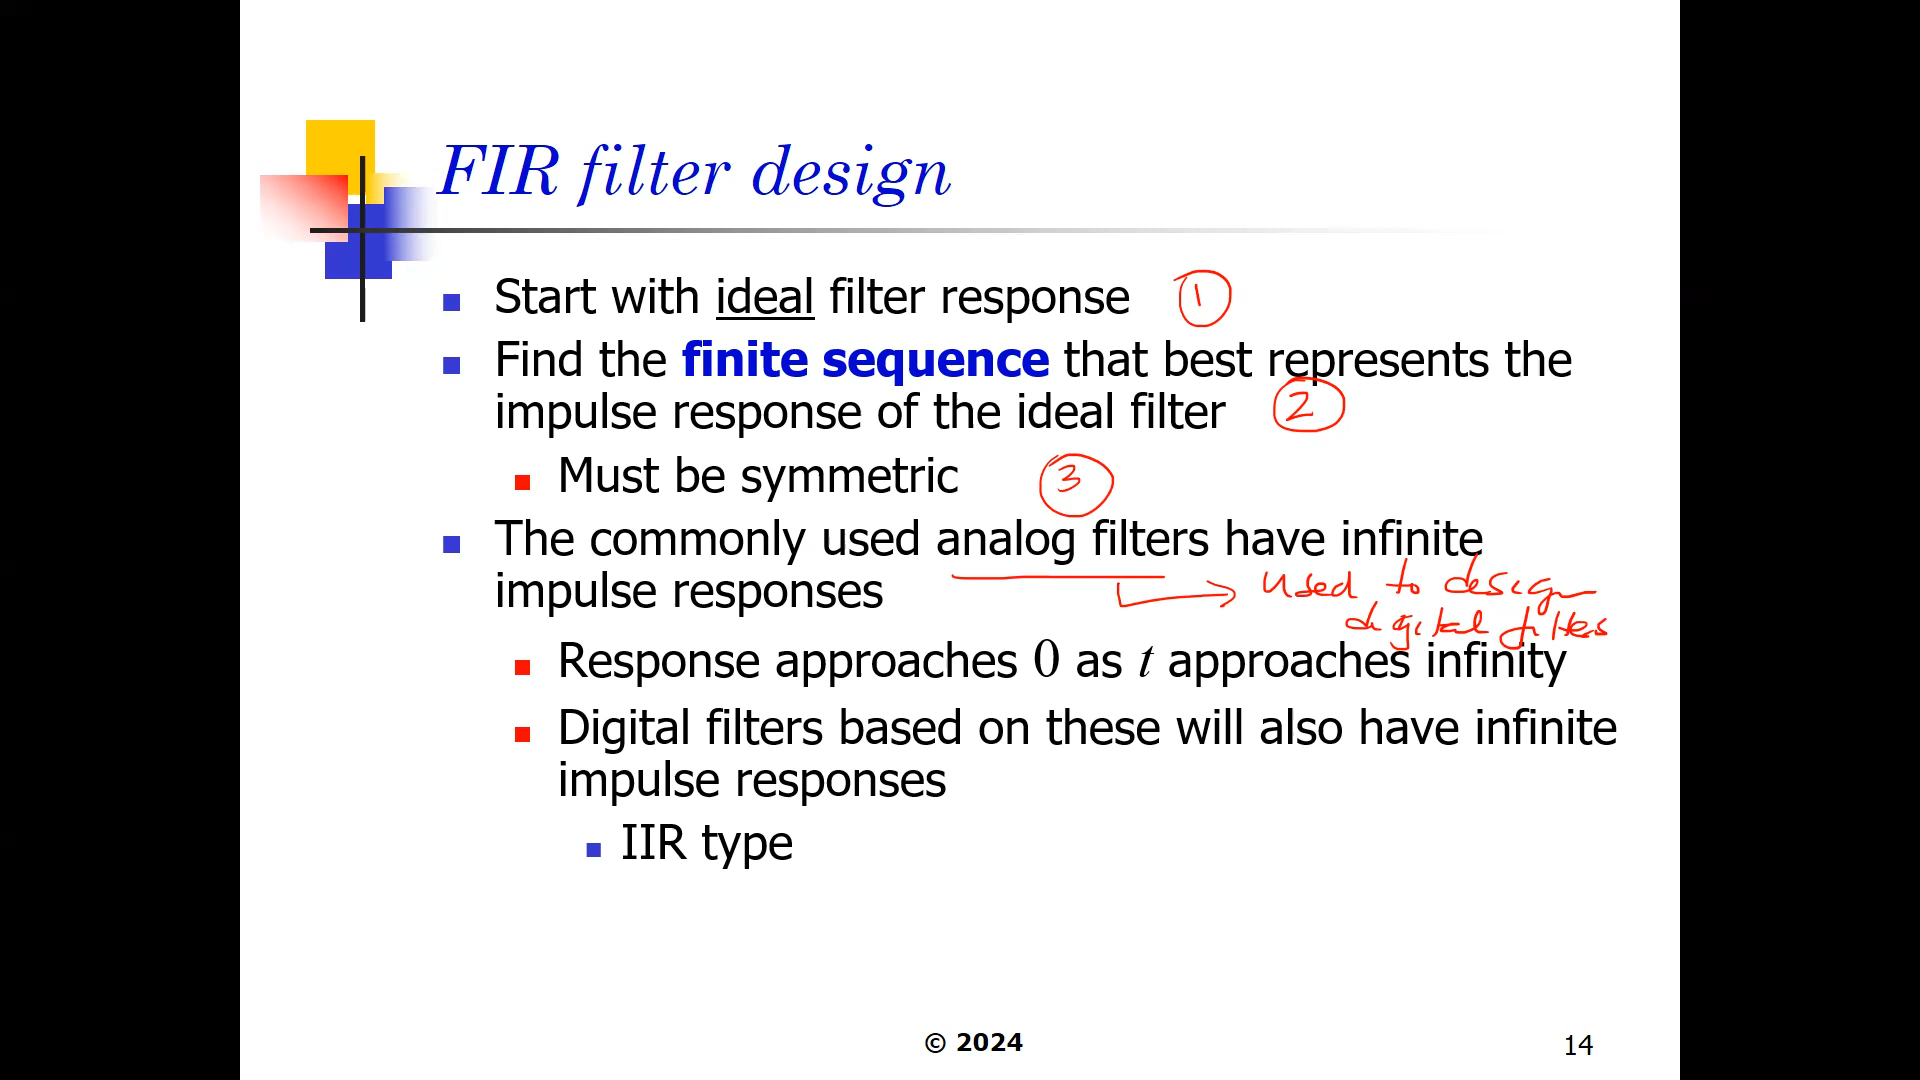 FIR filter design
Start with ideal filter response 1
Find the finite sequence that best represents the
impulse response of the ideal filter 2
Must be symmetric 3
The commonly used analog filters have infinite
impulse responses
used to design
digital filters
Response approaches 0 as t approaches infinity
Digital filters based on these will also have infinite
impulse responses
IIR type
© 2024
14